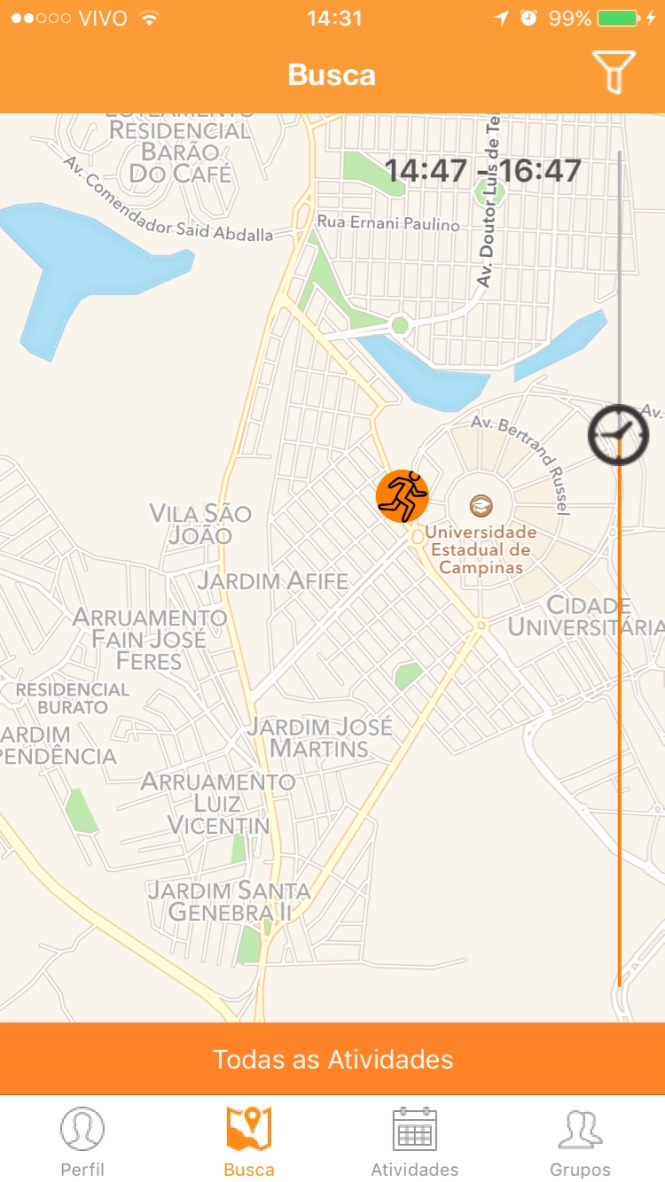 VIVO
14:31
99%
Busca
LOTEAMENTO
RESIDENCIAL
BARÃO
DO CAFÉ
14:47 - 16:47
Av. Comendador Said Abdalla
Rua Ernani Paulino
Av. Doutor Luís de Te
Av.
Av. Bertrand Russel
VILA SÃO
JOÃO
Universidade
Estadual de
Campinas
JARDIM AFIFE
CIDADE
UNIVERSITÁRIA
ARRUAMENTO
FAIN JOSÉ
FERES
RESIDENCIAL
BURATO
ARDIM
PENDÊNCIA
JARDIM JOSÉ
MARTINS
ARRUAMENTO
LUIZ
VICENTIN
JARDIM SANTA
GENEBRA II
Todas as Atividades
Perfil
Busca
Atividades
Grupos